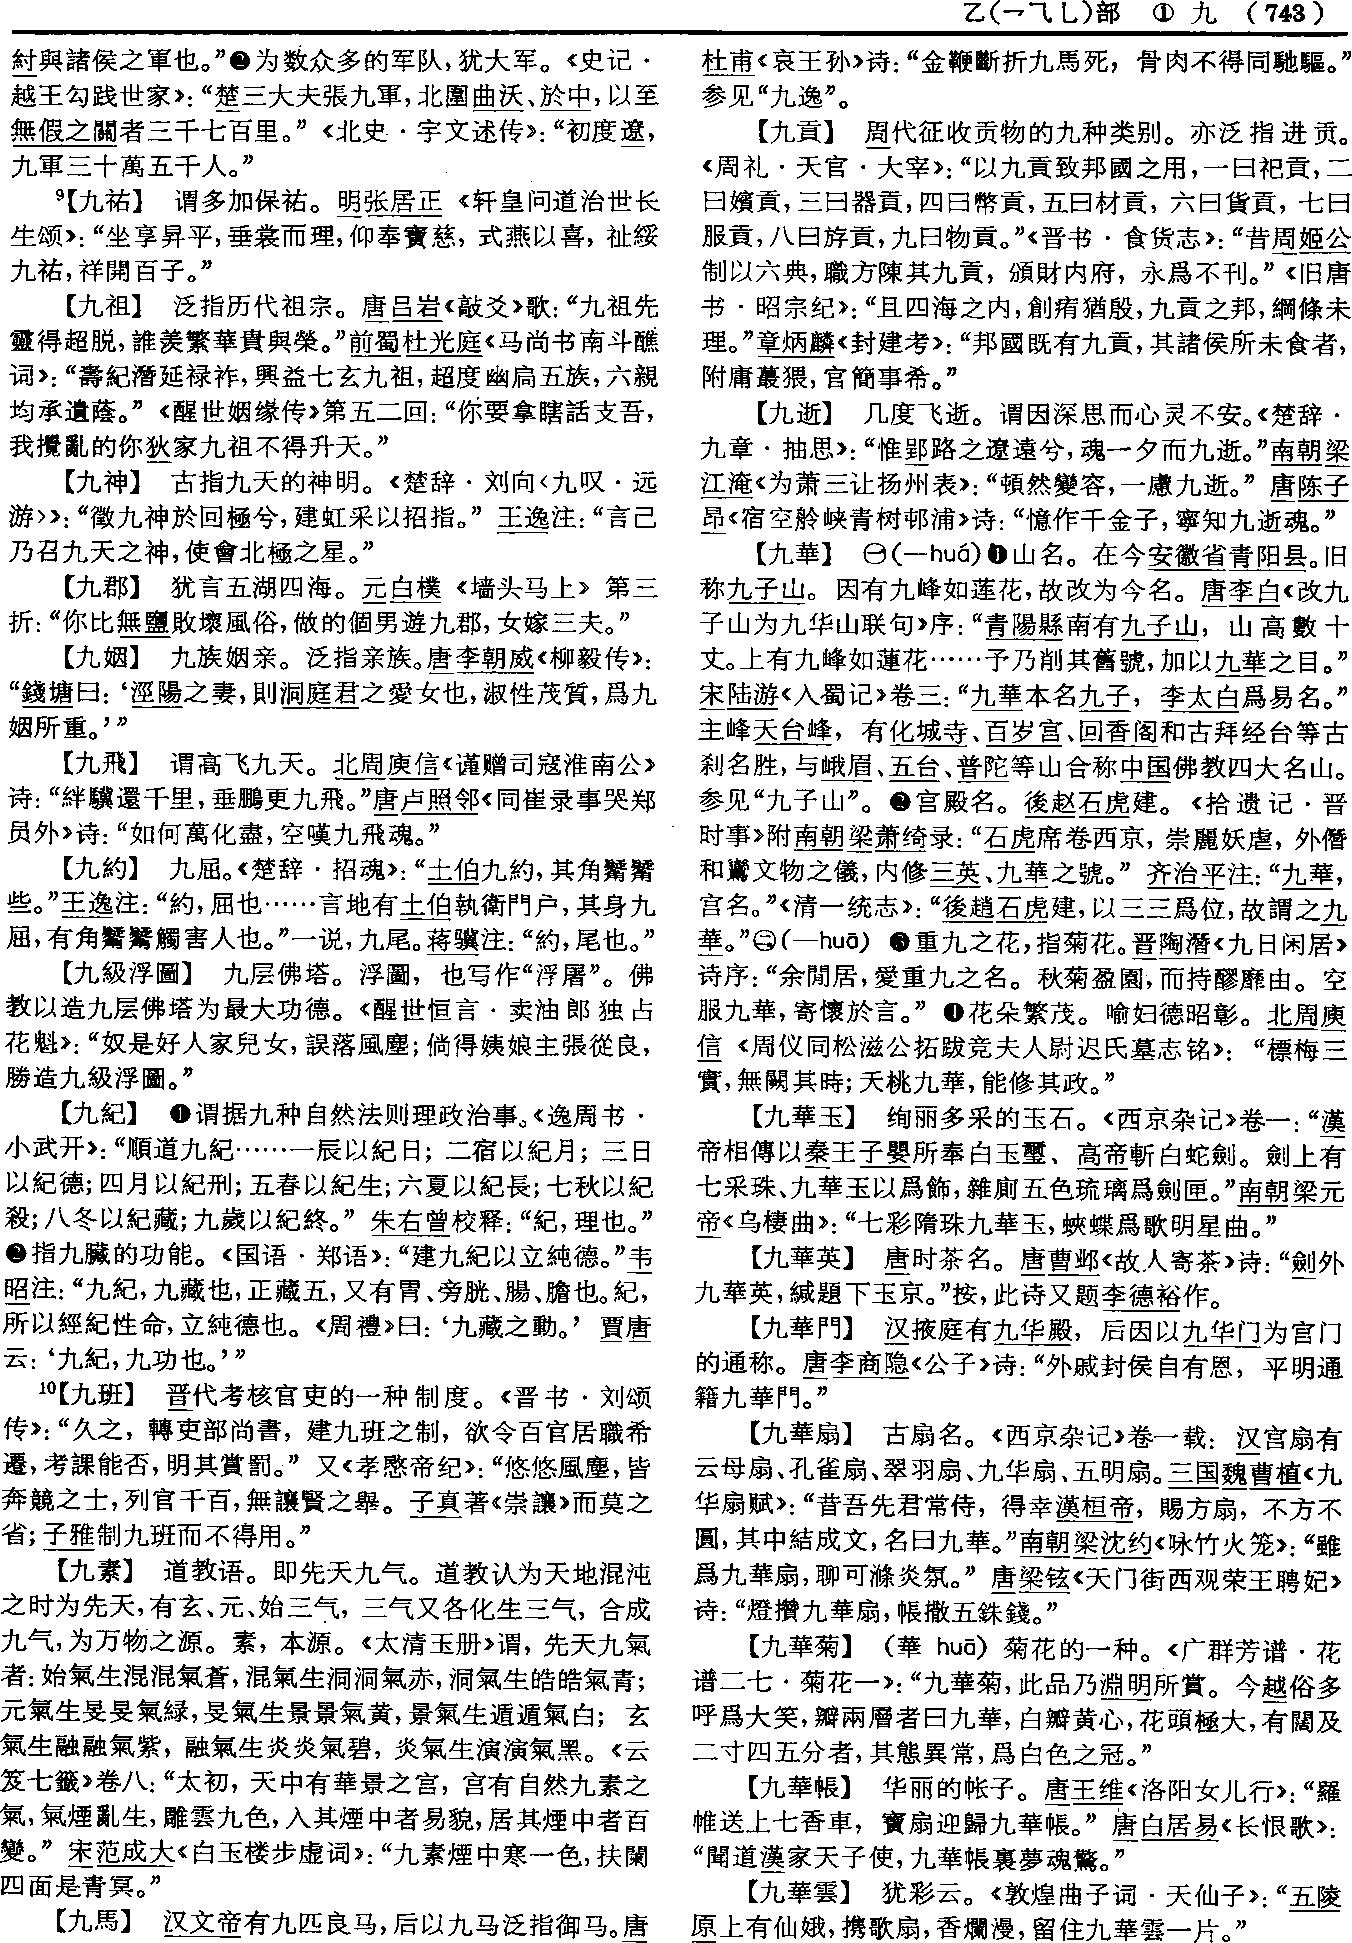 乙(乛⺄乚)部 ① 九 (743)
紂與諸侯之軍也。”❷为数众多的军队,犹大军。《史记·
越王勾践世家》:“楚三大夫張九軍,北圍曲沃、於中,以至
無假之關者三千七百里。”《北史·宇文述传》:“初度遼,
九軍三十萬五千人。”
⁹【九祐】 谓多加保祐。明张居正《轩皇问道治世长
生颂》:“坐享昇平,垂裳而理,仰奉寶慈,式燕以喜,祉綏
九祐,祥開百子。”
【九祖】 泛指历代祖宗。唐吕岩《敲爻》歌:“九祖先
靈得超脱,誰羨繁華貴與榮。”前蜀杜光庭《马尚书南斗醮
词》:“壽紀潛延禄祚,興益七玄九祖,超度幽扃五族,六親
均承遺蔭。”《醒世姻缘传》第五二回:“你要拿瞎話支吾,
我攪亂的你狄家九祖不得升天。”
【九神】 古指九天的神明。《楚辞·刘向〈九叹·远
游〉》:“徵九神於回極兮,建虹采以招指。”王逸注:“言己
乃召九天之神,使會北極之星。”
【九郡】 犹言五湖四海。元白樸《墙头马上》第三
折:“你比無鹽敗壞風俗,做的個男遊九郡,女嫁三夫。”
【九姻】 九族姻亲。泛指亲族。唐李朝威《柳毅传》:
“錢塘曰:‘涇陽之妻,則洞庭君之愛女也,淑性茂質,爲九
姻所重。’”
【九飛】 谓高飞九天。北周庾信《谨赠司寇淮南公》
诗:“絆驥還千里,垂鵬更九飛。”唐卢照邻《同崔录事哭郑
员外》诗:“如何萬化盡,空嘆九飛魂。”
【九約】 九屈。《楚辞·招魂》:“土伯九約,其角觺觺
些。”王逸注:“約,屈也……言地有土伯執衛門户,其身九
屈,有角觺觺觸害人也。”一说,九尾。蒋骥注:“約,尾也。”
【九級浮圖】 九层佛塔。浮圖,也写作“浮屠”。佛
教以造九层佛塔为最大功德。《醒世恒言·卖油郎独占
花魁》:“奴是好人家兒女,誤落風塵;倘得姨娘主張從良,
勝造九級浮圖。”
【九紀】 ❶谓据九种自然法则理政治事。《逸周书·
小武开》:“順道九紀……一辰以紀日;二宿以紀月;三日
以紀德;四月以紀刑;五春以紀生;六夏以紀長;七秋以紀
殺;八冬以紀藏;九歲以紀終。”朱右曾校释:“紀,理也。”
❷指九臟的功能。《国语·郑语》:“建九紀以立純德。”韦
昭注:“九紀,九藏也,正藏五,又有胃、旁胱、腸、膽也。紀,
所以經紀性命,立純德也。《周禮》曰:‘九藏之動。’賈唐
云:‘九紀,九功也。’”
¹⁰【九班】 晋代考核官吏的一种制度。《晋书·刘颂
传》:“久之,轉吏部尚書,建九班之制,欲令百官居職希
遷,考課能否,明其賞罰。”又《孝愍帝纪》:“悠悠風塵,皆
奔競之士,列官千百,無讓賢之舉。子真著《崇讓》而莫之
省;子雅制九班而不得用。”
【九素】 道教语。即先天九气。道教认为天地混沌
之时为先天,有玄、元、始三气,三气又各化生三气,合成
九气,为万物之源。素,本源。《太清玉册》谓,先天九氣
者:始氣生混混氣蒼,混氣生洞洞氣赤,洞氣生皓皓氣青;
元氣生旻旻氣緑,旻氣生景景氣黄,景氣生遁遁氣白;玄
氣生融融氣紫,融氣生炎炎氣碧,炎氣生演演氣黑。《云
笈七籤》卷八:“太初,天中有華景之宫,宫有自然九素之
氣,氣煙亂生,雕雲九色,入其煙中者易貌,居其煙中者百
變。”宋范成大《白玉楼步虚词》:“九素煙中寒一色,扶闌
四面是青冥。”
【九馬】 汉文帝有九匹良马,后以九马泛指御马。唐
杜甫《哀王孙》诗:“金鞭斷折九馬死,骨肉不得同馳驅。”
参见“九逸”。
【九貢】 周代征收贡物的九种类别。亦泛指进贡。
《周礼·天官·大宰》:“以九貢致邦國之用,一曰祀貢,二
曰嬪貢,三曰器貢,四曰幣貢,五曰材貢,六曰貨貢,七曰
服貢,八曰斿貢,九曰物貢。”《晋书·食货志》:“昔周姬公
制以六典,職方陳其九貢,頒財内府,永爲不刊。”《旧唐
书·昭宗纪》:“且四海之内,創痏猶殷,九貢之邦,綱條未
理。”章炳麟《封建考》:“邦國既有九貢,其諸侯所未食者,
附庸蕞猥,官簡事希。”
【九逝】 几度飞逝。谓因深思而心灵不安。《楚辞·
九章·抽思》:“惟郢路之遼遠兮,魂一夕而九逝。”南朝梁
江淹《为萧三让扬州表》:“頓然變容,一慮九逝。”唐陈子
昂《宿空舲峡青树邨浦》诗:“憶作千金子,寧知九逝魂。”
【九華】 ㊀(—huá)❶山名。在今安徽省青阳县。旧
称九子山。因有九峰如莲花,故改为今名。唐李白《改九
子山为九华山联句》序:“青陽縣南有九子山,山高數十
丈。上有九峰如蓮花……予乃削其舊號,加以九華之目。”
宋陆游《入蜀记》卷三:“九華本名九子,李太白爲易名。”
主峰天台峰,有化城寺、百岁宫、回香阁和古拜经台等古
刹名胜,与峨眉、五台、普陀等山合称中国佛教四大名山。
参见“九子山”。❷宫殿名。後赵石虎建。《拾遗记·晋
时事》附南朝梁萧绮录:“石虎席卷西京,崇麗妖虐,外僭
和鸞文物之儀,内修三英、九華之號。”齐治平注:“九華,
宫名。”《清一统志》:“後趙石虎建,以三三爲位,故謂之九
華。”㊁(—huā) ❸重九之花,指菊花。晋陶潛《九日闲居》
诗序:“余閒居,愛重九之名。秋菊盈園,而持醪靡由。空
服九華,寄懷於言。”❹花朵繁茂。喻妇德昭彰。北周庾
信《周仪同松滋公拓跋竞夫人尉迟氏墓志铭》:“標梅三
實,無闕其時;夭桃九華,能修其政。”
【九華玉】 绚丽多采的玉石。《西京杂记》卷一:“漢
帝相傳以秦王子嬰所奉白玉璽、高帝斬白蛇劍。劍上有
七采珠、九華玉以爲飾,雜廁五色琉璃爲劍匣。”南朝梁元
帝《乌棲曲》:“七彩隋珠九華玉,蛺蝶爲歌明星曲。”
【九華英】 唐时茶名。唐曹邺《故人寄茶》诗:“劍外
九華英,緘題下玉京。”按,此诗又题李德裕作。
【九華門】 汉掖庭有九华殿,后因以九华门为宫门
的通称。唐李商隐《公子》诗:“外戚封侯自有恩,平明通
籍九華門。”
【九華扇】 古扇名。《西京杂记》卷一载:汉宫扇有
云母扇、孔雀扇、翠羽扇、九华扇、五明扇。三国魏曹植《九
华扇赋》:“昔吾先君常侍,得幸漢桓帝,賜方扇,不方不
圓,其中結成文,名曰九華。”南朝梁沈约《咏竹火笼》:“雖
爲九華扇,聊可滌炎氛。”唐梁铉《天门街西观荣王聘妃》
诗:“燈攢九華扇,帳撒五銖錢。”
【九華菊】 (華 huā)菊花的一种。《广群芳谱·花
谱二七·菊花一》:“九華菊,此品乃淵明所賞。今越俗多
呼爲大笑,瓣兩層者曰九華,白瓣黄心,花頭極大,有闊及
二寸四五分者,其態異常,爲白色之冠。”
【九華帳】 华丽的帐子。唐王维《洛阳女儿行》:“羅
帷送上七香車,寶扇迎歸九華帳。”唐白居易《长恨歌》:
“聞道漢家天子使,九華帳裏夢魂驚。”
【九華雲】 犹彩云。《敦煌曲子词·天仙子》:“五陵
原上有仙娥,携歌扇,香爛漫,留住九華雲一片。”